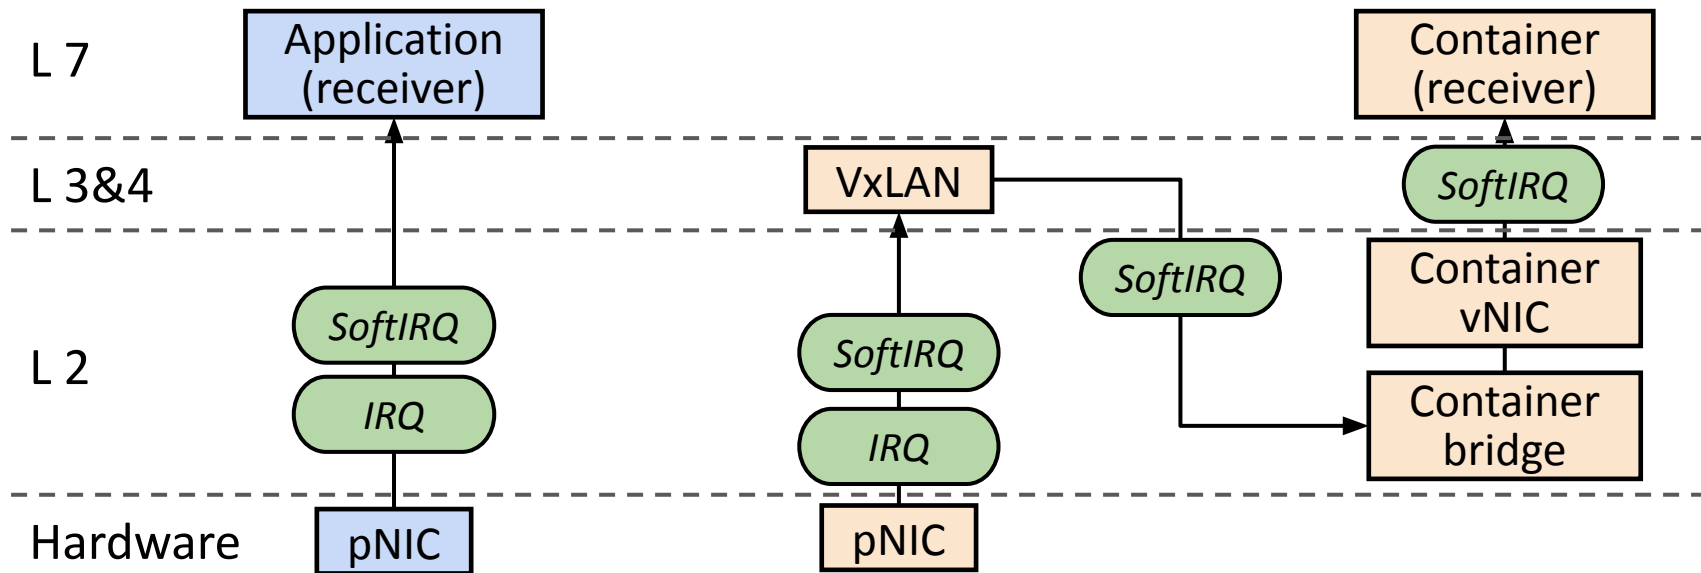 L 7
Application
(receiver)
Container
(receiver)
L 3&4
VxLAN
SoftIRQ
L 2
SoftIRQ
IRQ
SoftIRQ
IRQ
SoftIRQ
Container
vNIC
Container
bridge
Hardware
pNIC
pNIC